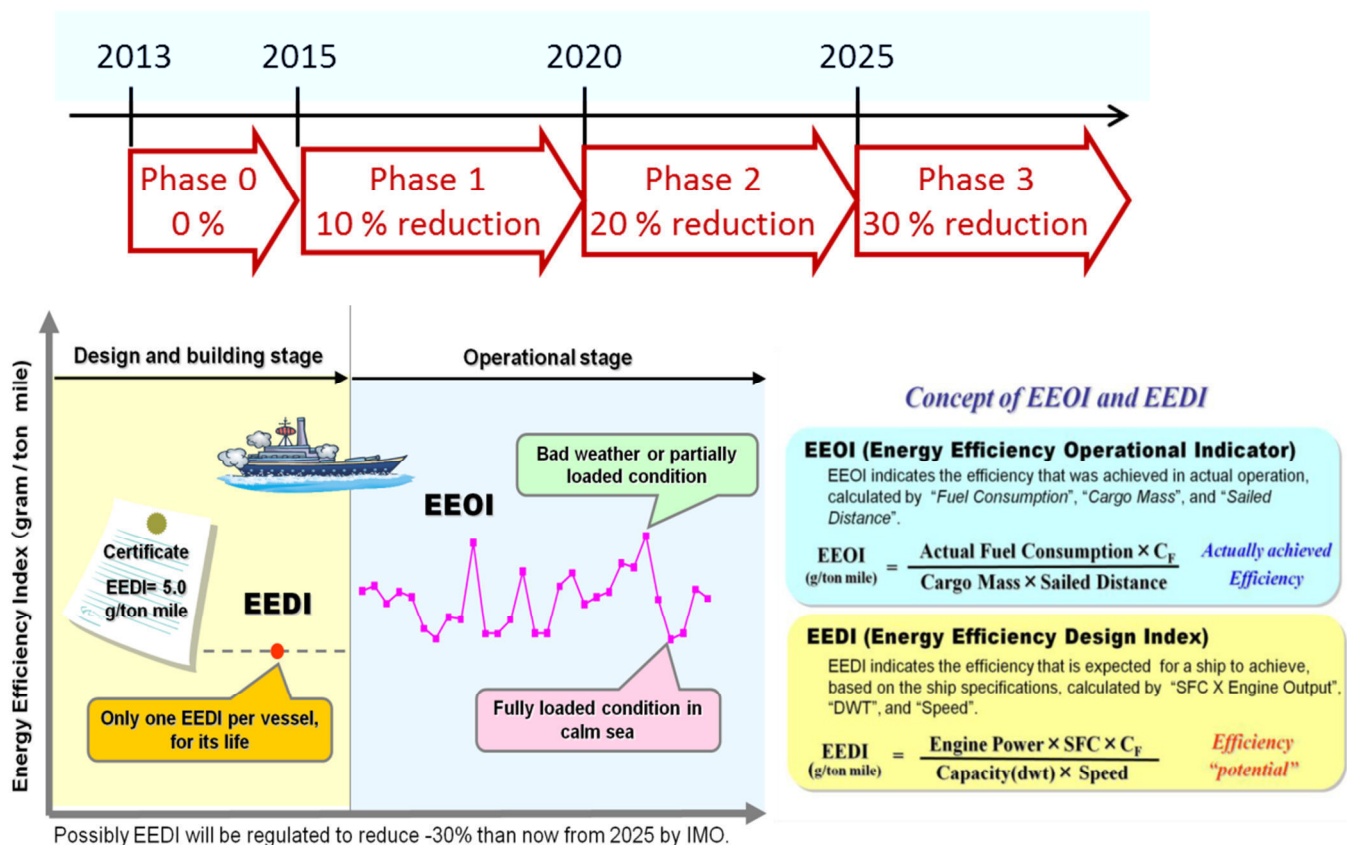 2013 2015 2020 2025
Phase 0
0 %
Phase 1
10 % reduction
Phase 2
20 % reduction
Phase 3
30 % reduction
Energy Efficiency Index (gram / ton mile)
Design and building stage
Operational stage
Certificate
EEDI= 5.0
g/ton mile
EEDI
Only one EEDI per vessel,
for its life
EEOI
Bad weather or partially
loaded condition
Fully loaded condition in
calm sea
Possibly EEDI will be regulated to reduce -30% than now from 2025 by IMO.
Concept of EEOI and EEDI
EEOI (Energy Efficiency Operational Indicator)
EEOI indicates the efficiency that was achieved in actual operation,
calculated by “Fuel Consumption”, “Cargo Mass”, and “Sailed
Distance”.
EEOI
(g/ton mile)
=
Actual Fuel Consumption × CF
Cargo Mass × Sailed Distance
Actually achieved
Efficiency
EEDI (Energy Efficiency Design Index)
EEDI indicates the efficiency that is expected for a ship to achieve,
based on the ship specifications, calculated by “SFC X Engine Output”,
“DWT”, and “Speed”.
EEDI
(g/ton mile)
=
Engine Power × SFC × CF
Capacity(dwt) × Speed
Efficiency
“potential”